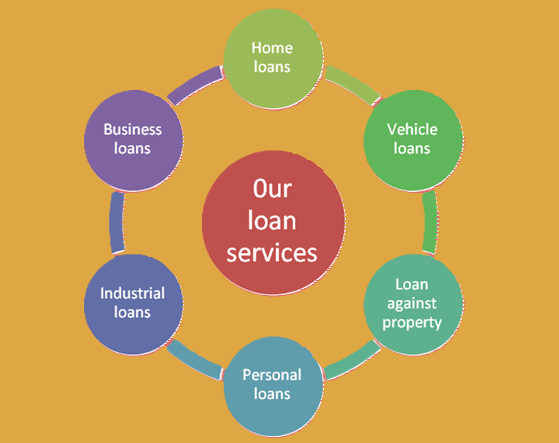 Home
loans
Vehicle
loans
Loan
against
property
Personal
loans
Industrial
loans
Business
loans
0ur
loan
services